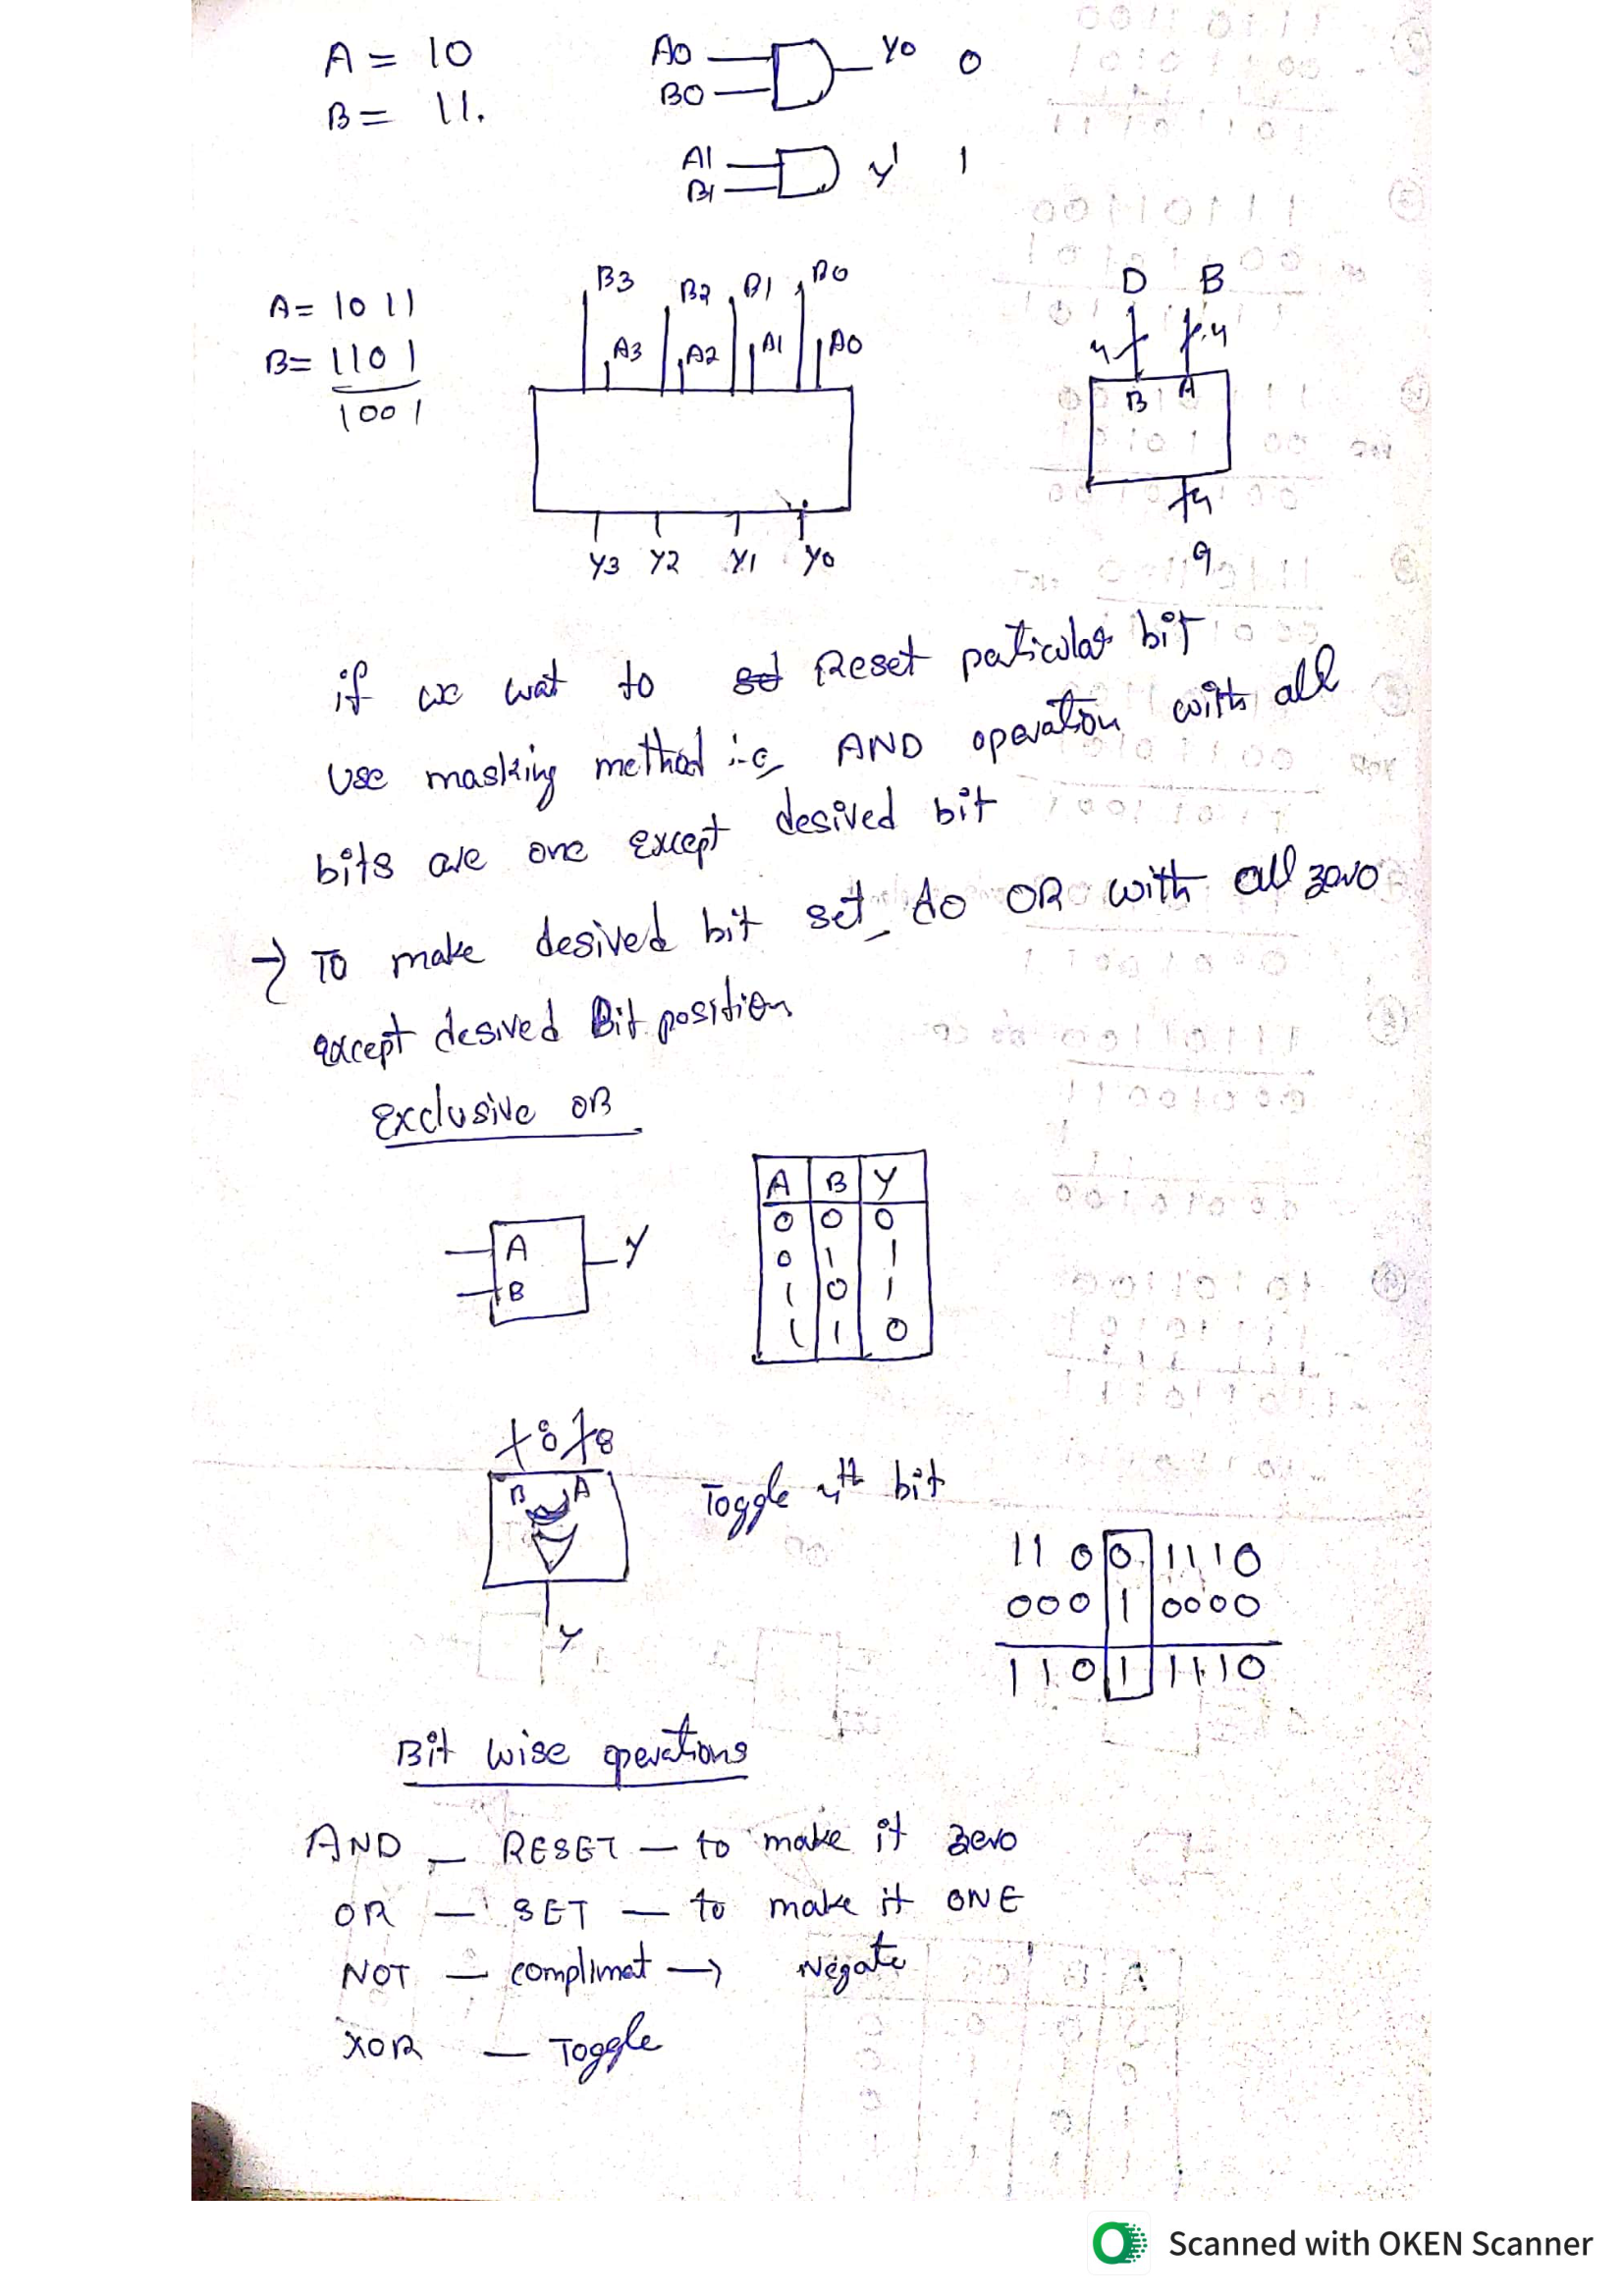 A = 10
B = 11.
A0
B0
Y0 0
A1
B1
Y1 1
A = 1011
B = 1101
1001
B3 B2 B1 B0
A3 A2 A1 A0
Y3 Y2 Y1 Y0
D B
4 4
B A
4
if we wat to set Reset particular bit
Use masking method i.e AND operation with all
bits are one except desired bit
→ To make desired bit set do OR with all zero
except desired Bit position
Exclusive OR
A
B
Y
A B Y
0 0 0
0 1 1
1 0 1
1 1 0
8 8
B A
Y
Toggle 4th bit
11 0 0 1110
000 1 0000
110 1 1110
Bit wise operations
AND – RESET – to make it zero
OR – SET – to make it ONE
NOT – complimat → Negate
XOR – Toggle
Scanned with OKEN Scanner